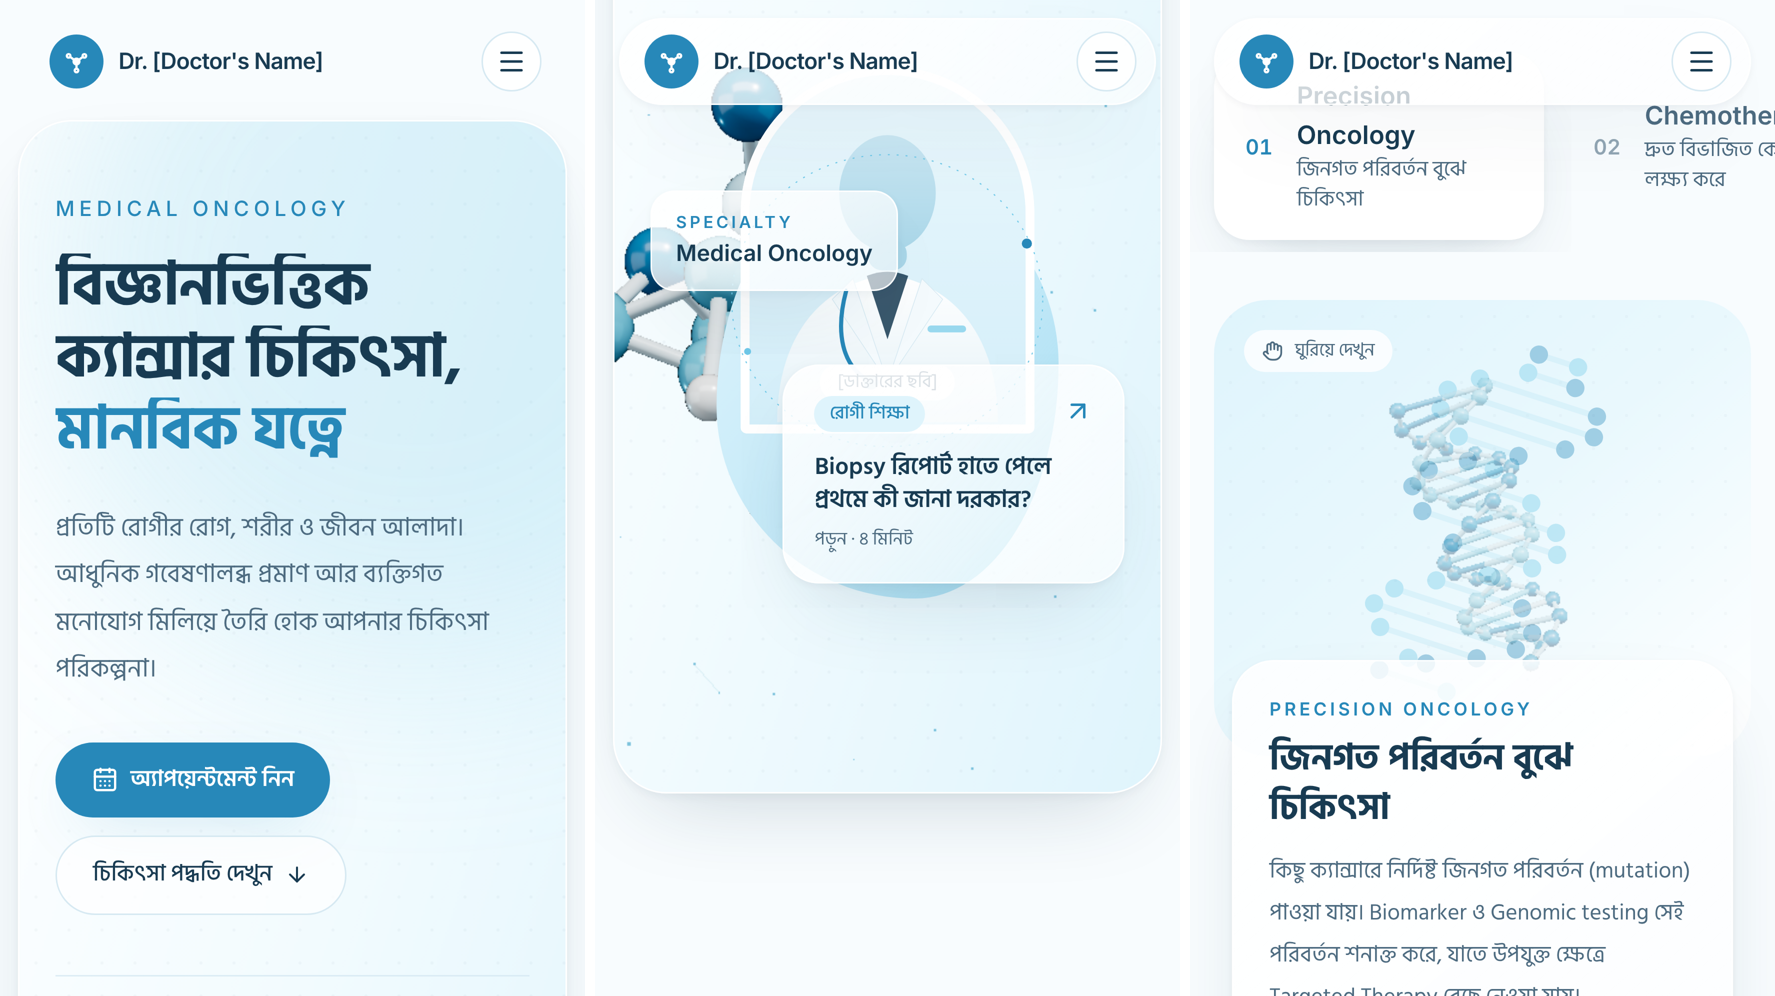 Dr. [Doctor's Name]
MEDICAL ONCOLOGY
বিজ্ঞানভিত্তিক
ক্যান্সার চিকিৎসা,
মানবিক যত্নে
প্রতিটি রোগীর রোগ, শরীর ও জীবন আলাদা।
আধুনিক গবেষণালব্ধ প্রমাণ আর ব্যক্তিগত
মনোযোগ মিলিয়ে তৈরি হোক আপনার চিকিৎসা
পরিকল্পনা।
অ্যাপয়েন্টমেন্ট নিন
চিকিৎসা পদ্ধতি দেখুন
Dr. [Doctor's Name]
SPECIALTY
Medical Oncology
[ডাক্তারের ছবি]
রোগী শিক্ষা
Biopsy রিপোর্ট হাতে পেলে
প্রথমে কী জানা দরকার?
পড়ুন · ৪ মিনিট
Dr. [Doctor's Name]
Precision
Oncology
01
জিনগত পরিবর্তন বুঝে
চিকিৎসা
Chemother
02
দ্রুত বিভাজিত কে
লক্ষ্য করে
ঘুরিয়ে দেখুন
PRECISION ONCOLOGY
জিনগত পরিবর্তন বুঝে
চিকিৎসা
কিছু ক্যান্সারে নির্দিষ্ট জিনগত পরিবর্তন (mutation)
পাওয়া যায়। Biomarker ও Genomic testing সেই
পরিবর্তন শনাক্ত করে, যাতে উপযুক্ত ক্ষেত্রে
Targeted Therapy বেছে নেওয়া যায়।